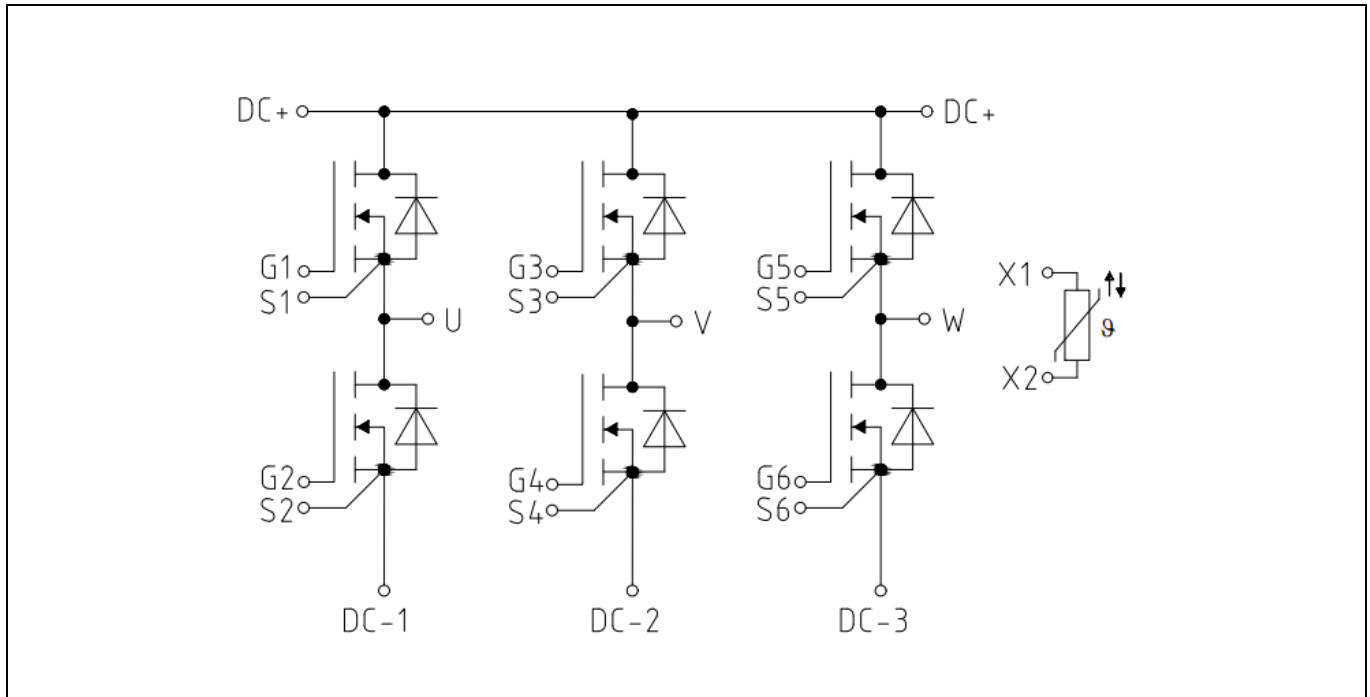 DC+
DC+
G1
S1
G3
S3
G5
S5
U
V
W
X1
ϑ
X2
G2
S2
G4
S4
G6
S6
DC-1
DC-2
DC-3